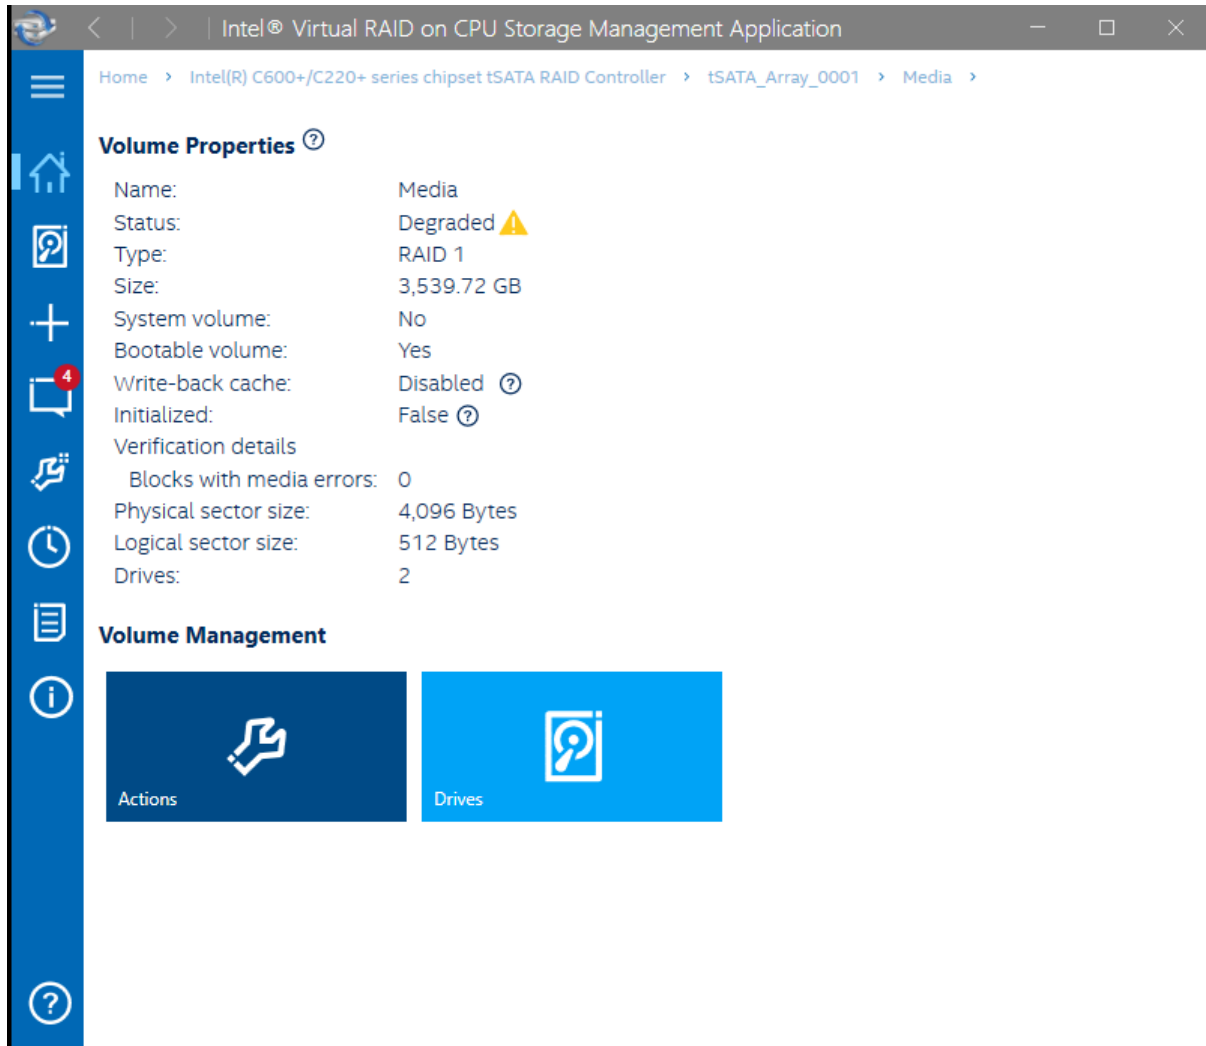 Intel® Virtual RAID on CPU Storage Management Application
Home > Intel(R) C600+/C220+ series chipset tSATA RAID Controller > tSATA_Array_0001 > Media >
Volume Properties ?
Name: Media
Status: Degraded
Type: RAID 1
Size: 3,539.72 GB
System volume: No
Bootable volume: Yes
4
Write-back cache: Disabled ?
Initialized: False ?
Verification details
Blocks with media errors: 0
Physical sector size: 4,096 Bytes
Logical sector size: 512 Bytes
Drives: 2
Volume Management
Actions
Drives